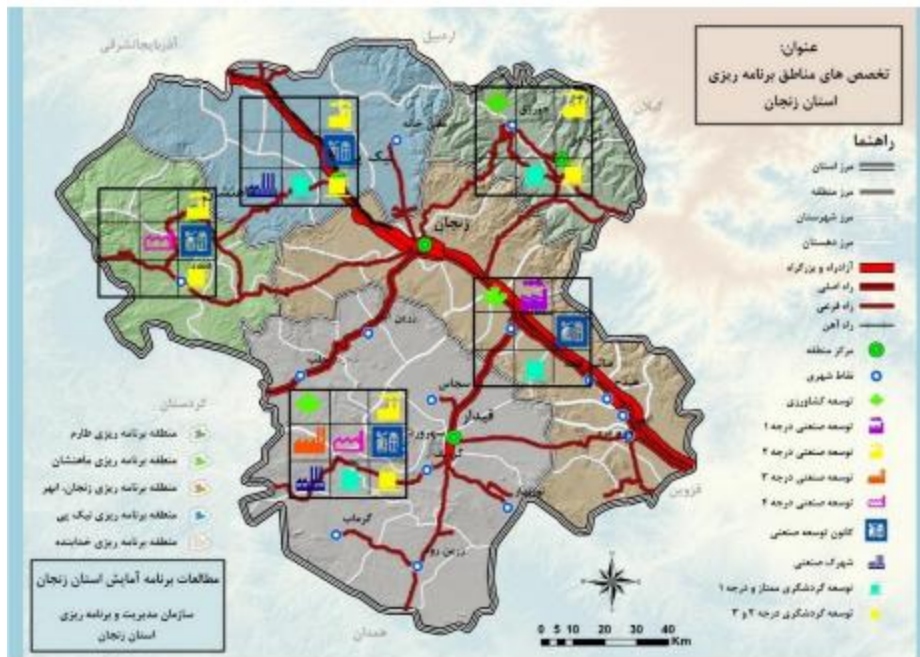 عنوان:
تخصص های مناطق برنامه ریزی
استان زنجان
آذربایجانشرقی
اردبیل
گیلان
راهنما
مرز استان
مرز منطقه
مرز شهرستان
مرز دهستان
آزادراه و بزرگراه
راه اصلی
راه فرعی
راه آهن
مرکز منطقه
نقاط شهری
توسعه کشاورزی
توسعه صنعتی درجه ۱
توسعه صنعتی درجه ۲
توسعه صنعتی درجه ۳
توسعه صنعتی درجه ۴
کانون توسعه صنعتی
شهرک صنعتی
توسعه گردشگری ممتاز و درجه ۱
توسعه گردشگری درجه ۲ و ۳
زنجان
سجاس
قیدار
گرماب
زرین رود
قزوین
همدان
کردستان
منطقه برنامه ریزی طارم
منطقه برنامه ریزی ماهنشان
منطقه برنامه ریزی زنجان، ابهر
منطقه برنامه ریزی نیک پی
منطقه برنامه ریزی خدابنده
مطالعات برنامه آمایش استان زنجان
سازمان مدیریت و برنامه ریزی
استان زنجان
0 5 10 20 30 40
Km